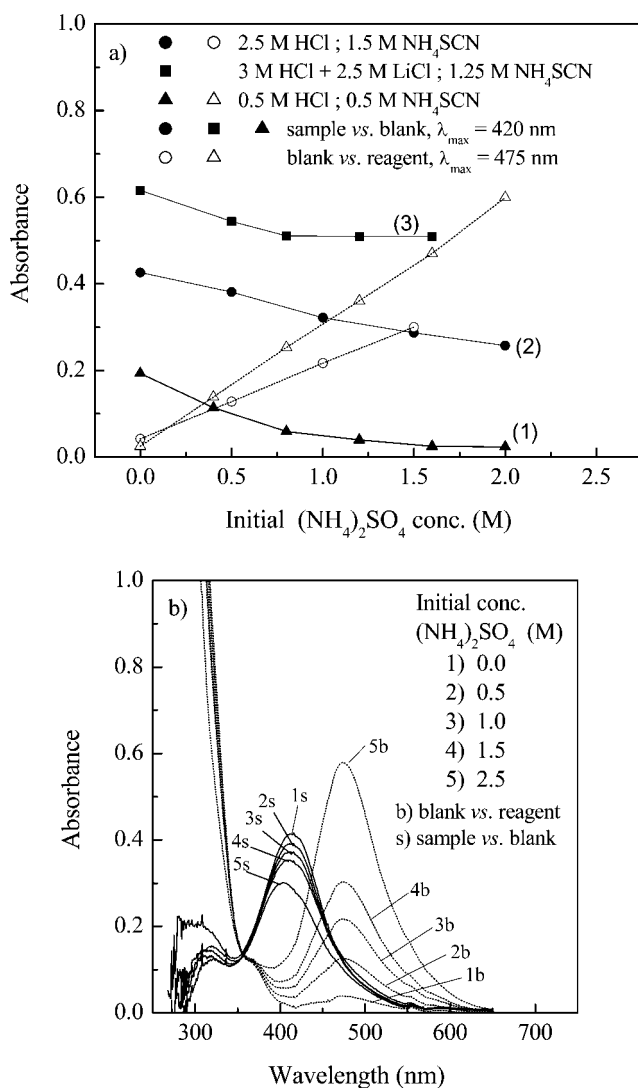 a)
2.5 M HCl ; 1.5 M NH₄SCN
3 M HCl + 2.5 M LiCl ; 1.25 M NH₄SCN
0.5 M HCl ; 0.5 M NH₄SCN
sample vs. blank, λmax = 420 nm
blank vs. reagent, λmax = 475 nm
1.0
0.8
0.6
0.4
0.2
0.0
Absorbance
(3)
(2)
(1)
0.0 0.5 1.0 1.5 2.0 2.5
Initial (NH₄)₂SO₄ conc. (M)
b)
Initial conc.
(NH₄)₂SO₄ (M)
1) 0.0
2) 0.5
3) 1.0
4) 1.5
5) 2.5
b) blank vs. reagent
s) sample vs. blank
1.0
0.8
0.6
0.4
0.2
0.0
Absorbance
5b
1s
2s
3s
4s
5s
4b
3b
2b
1b
300 400 500 600 700
Wavelength (nm)